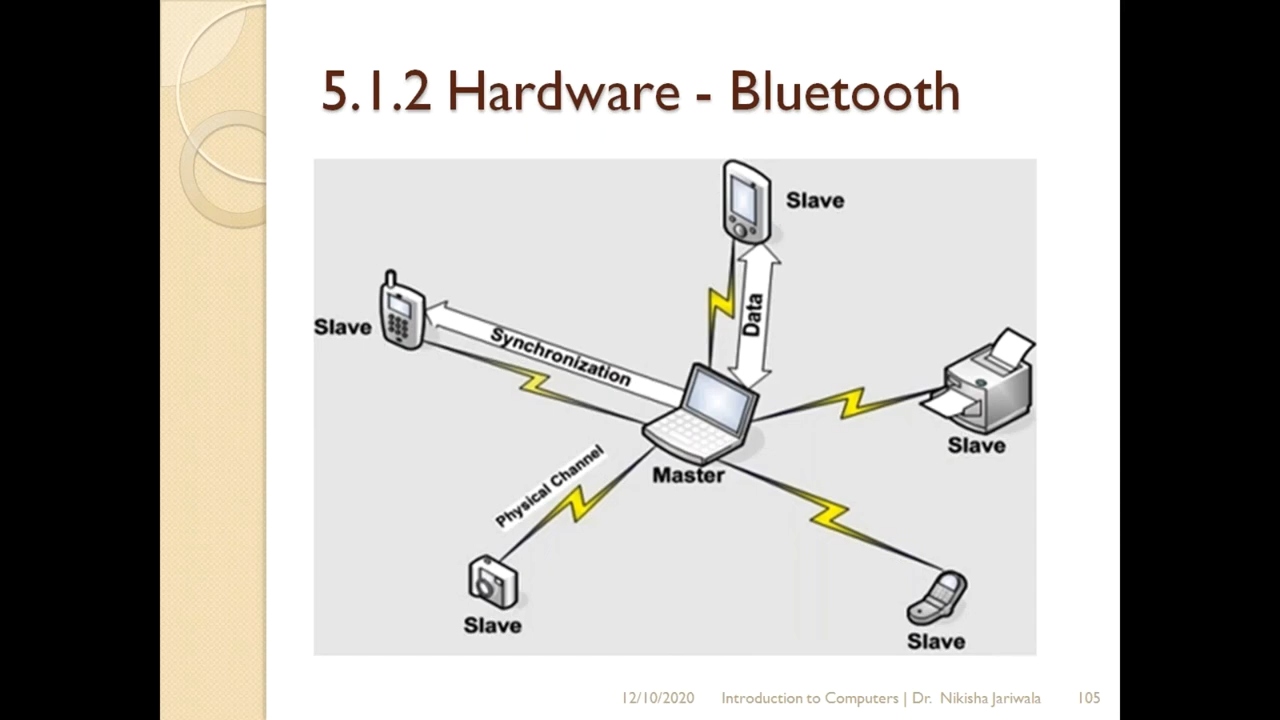 5.1.2 Hardware - Bluetooth
Slave
Data
Slave
Synchronization
Slave
Master
Physical Channel
Slave
Slave
12/10/2020 Introduction to Computers | Dr. Nikisha Jariwala 105